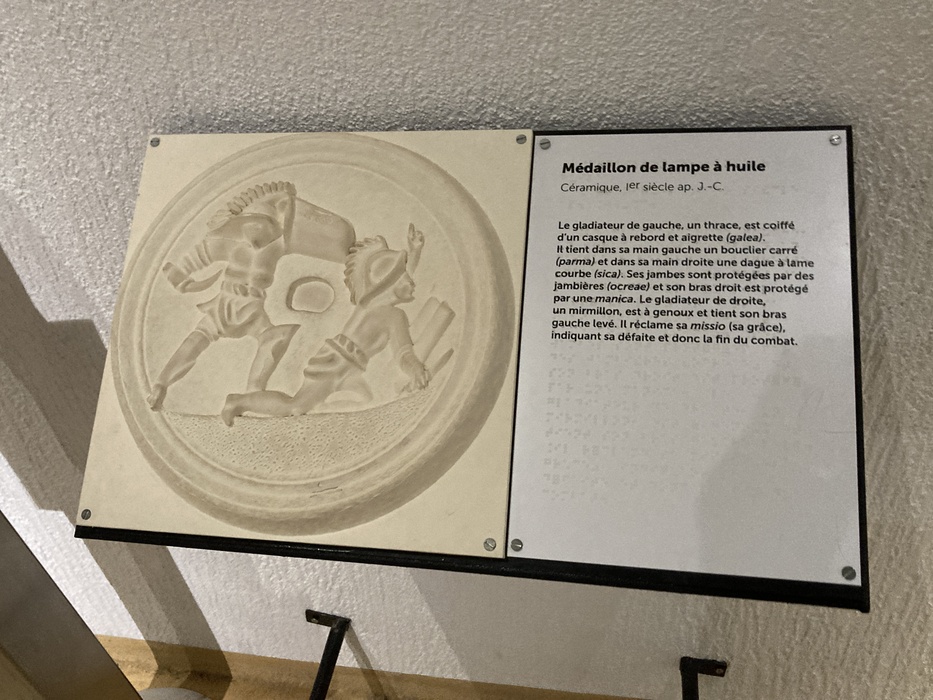 Médaillon de lampe à huile
Céramique, Ier siècle ap. J.-C.
Le gladiateur de gauche, un thrace, est coiffé
d'un casque à rebord et aigrette (galea).
Il tient dans sa main gauche un bouclier carré
(parma) et dans sa main droite une dague à lame
courbe (sica). Ses jambes sont protégées par des
jambières (ocreae) et son bras droit est protégé
par une manica. Le gladiateur de droite,
un mirmillon, est à genoux et tient son bras
gauche levé. Il réclame sa missio (sa grâce),
indiquant sa défaite et donc la fin du combat.